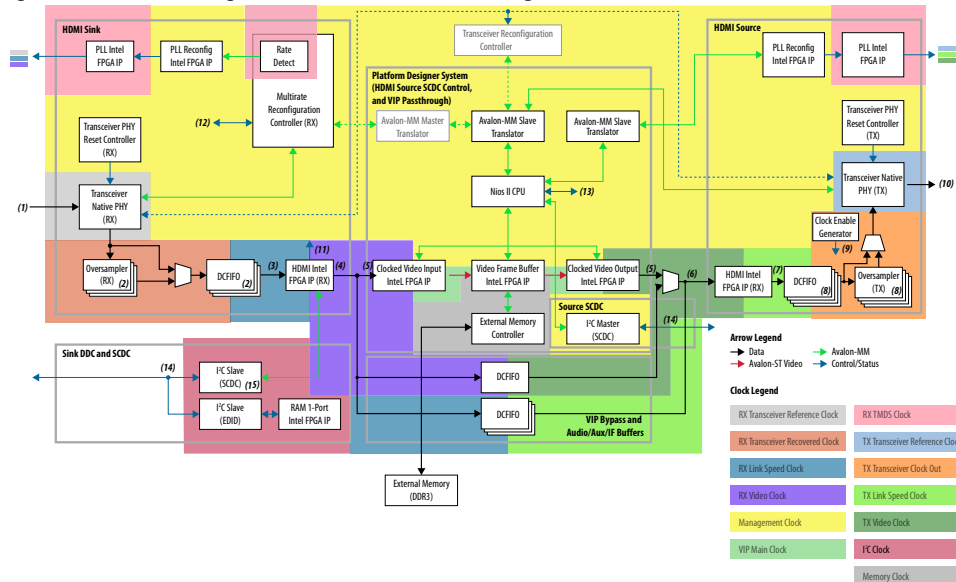 HDMI Sink
PLL Intel
FPGA IP
PLL Reconfig
Intel FPGA IP
Rate
Detect
Multirate
Reconfiguration
Controller (RX)
(12)
Transceiver PHY
Reset Controller
(RX)
(1)
Transceiver
Native PHY
(RX)
Oversampler
(RX)
(2)
DCFIFO
(2)
(3)
HDMI Intel
FPGA IP (RX)
(11)
(4)
Transceiver Reconfiguration
Controller
Platform Designer System
(HDMI Source SCDC Control,
and VIP Passthrough)
Avalon-MM Master
Translator
Avalon-MM Slave
Translator
Avalon-MM Slave
Translator
Nios II CPU
(13)
(5)
Clocked Video Input
InteL FPGA IP
Video Frame Buffer
InteL FPGA IP
Clocked Video Output
InteL FPGA IP
(5)
(6)
External Memory
Controller
Source SCDC
I²C Master
(SCDC)
(14)
DCFIFO
DCFIFO
VIP Bypass and
Audio/Aux/IF Buffers
External Memory
(DDR3)
HDMI Source
PLL Reconfig
Intel FPGA IP
PLL Intel
FPGA IP
Transceiver PHY
Reset Controller
(TX)
Transceiver Native
PHY (TX)
(10)
Clock Enable
Generator
(9)
HDMI Intel
FPGA IP (RX)
(7)
DCFIFO
(8)
Oversampler
(TX)
(8)
Sink DDC and SCDC
(14)
I²C Slave
(SCDC)
(15)
I²C Slave
(EDID)
RAM 1-Port
Intel FPGA IP
Arrow Legend
Data
Avalon-MM
Avalon-ST Video
Control/Status
Clock Legend
RX Transceiver Reference Clock
RX TMDS Clock
RX Transceiver Recovered Clock
TX Transceiver Reference Clo
RX Link Speed Clock
TX Transceiver Clock Out
RX Video Clock
TX Link Speed Clock
Management Clock
TX Video Clock
VIP Main Clock
I²C Clock
Memory Clock